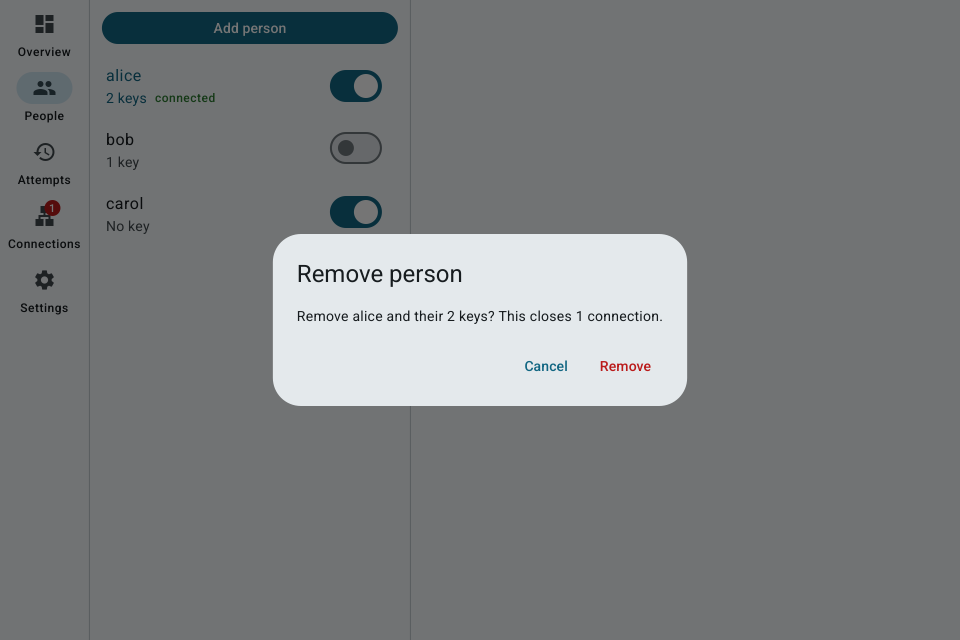 Overview
People
Attempts
1
Connections
Settings
Add person
alice
2 keys connected
bob
1 key
carol
No key
Remove person
Remove alice and their 2 keys? This closes 1 connection.
Cancel
Remove